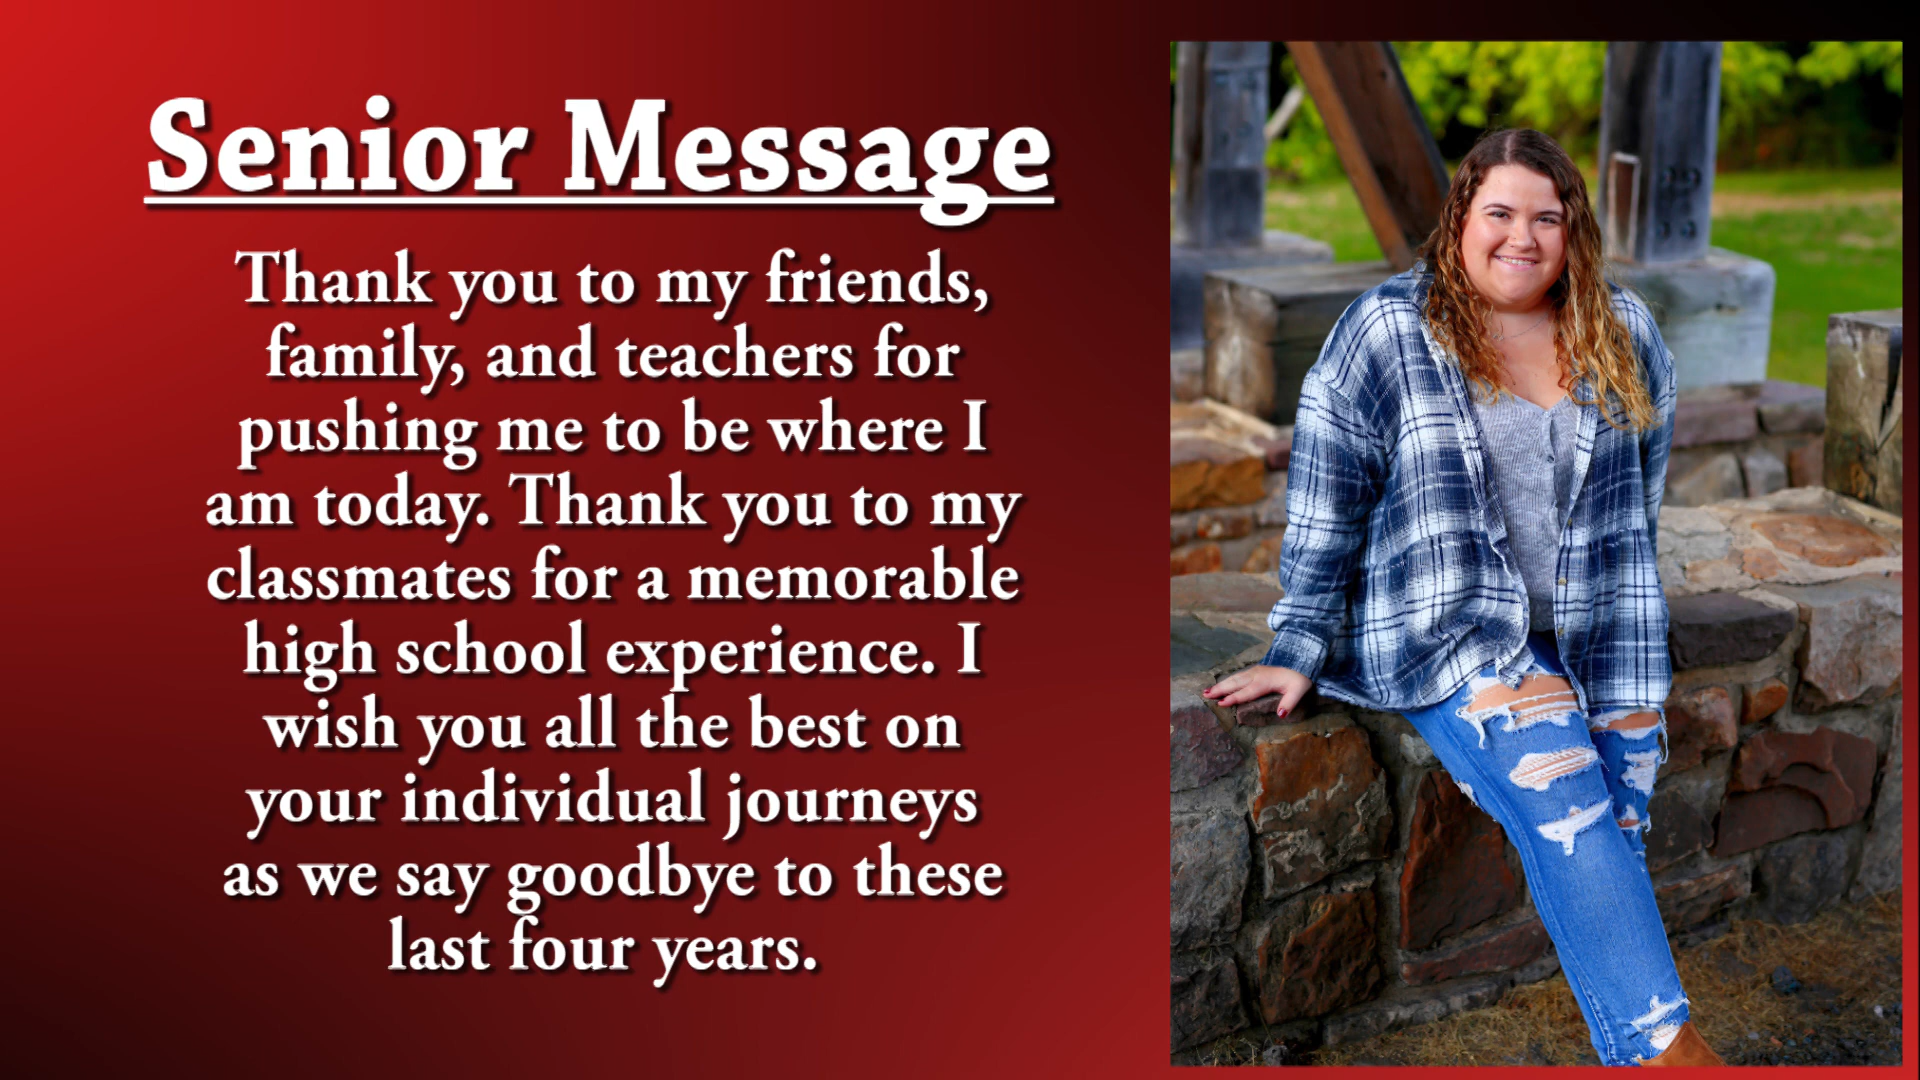 Senior Message
Thank you to my friends,
family, and teachers for
pushing me to be where I
am today. Thank you to my
classmates for a memorable
high school experience. I
wish you all the best on
your individual journeys
as we say goodbye to these
last four years.